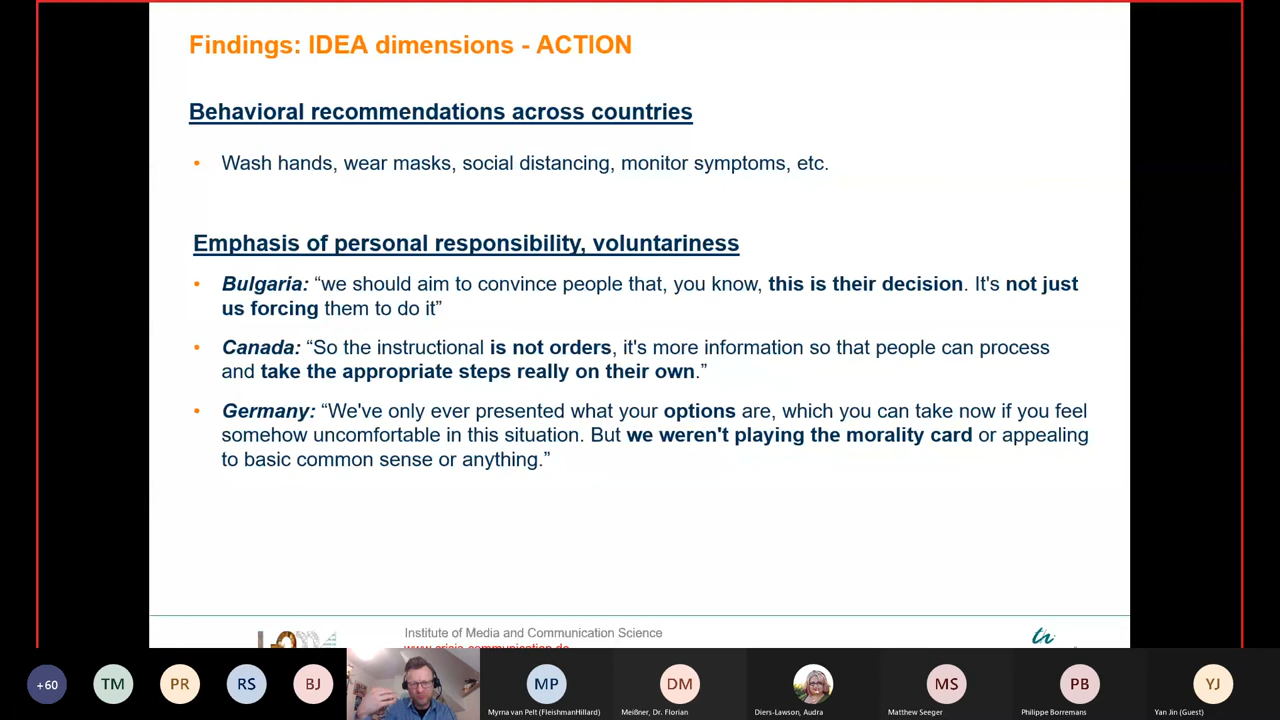 Findings: IDEA dimensions - ACTION
Behavioral recommendations across countries
• Wash hands, wear masks, social distancing, monitor symptoms, etc.
Emphasis of personal responsibility, voluntariness
• Bulgaria: “we should aim to convince people that, you know, this is their decision. It's not just
us forcing them to do it”
• Canada: “So the instructional is not orders, it's more information so that people can process
and take the appropriate steps really on their own.”
• Germany: “We've only ever presented what your options are, which you can take now if you feel
somehow uncomfortable in this situation. But we weren't playing the morality card or appealing
to basic common sense or anything.”
Institute of Media and Communication Science
www.crisis-communication.de
+60 TM PR RS BJ MP DM MS PB YJ
Myrna van Pelt (FleishmanHillard) Meißner, Dr. Florian Diers-Lawson, Audra Matthew Seeger Philippe Borremans Yan Jin (Guest)